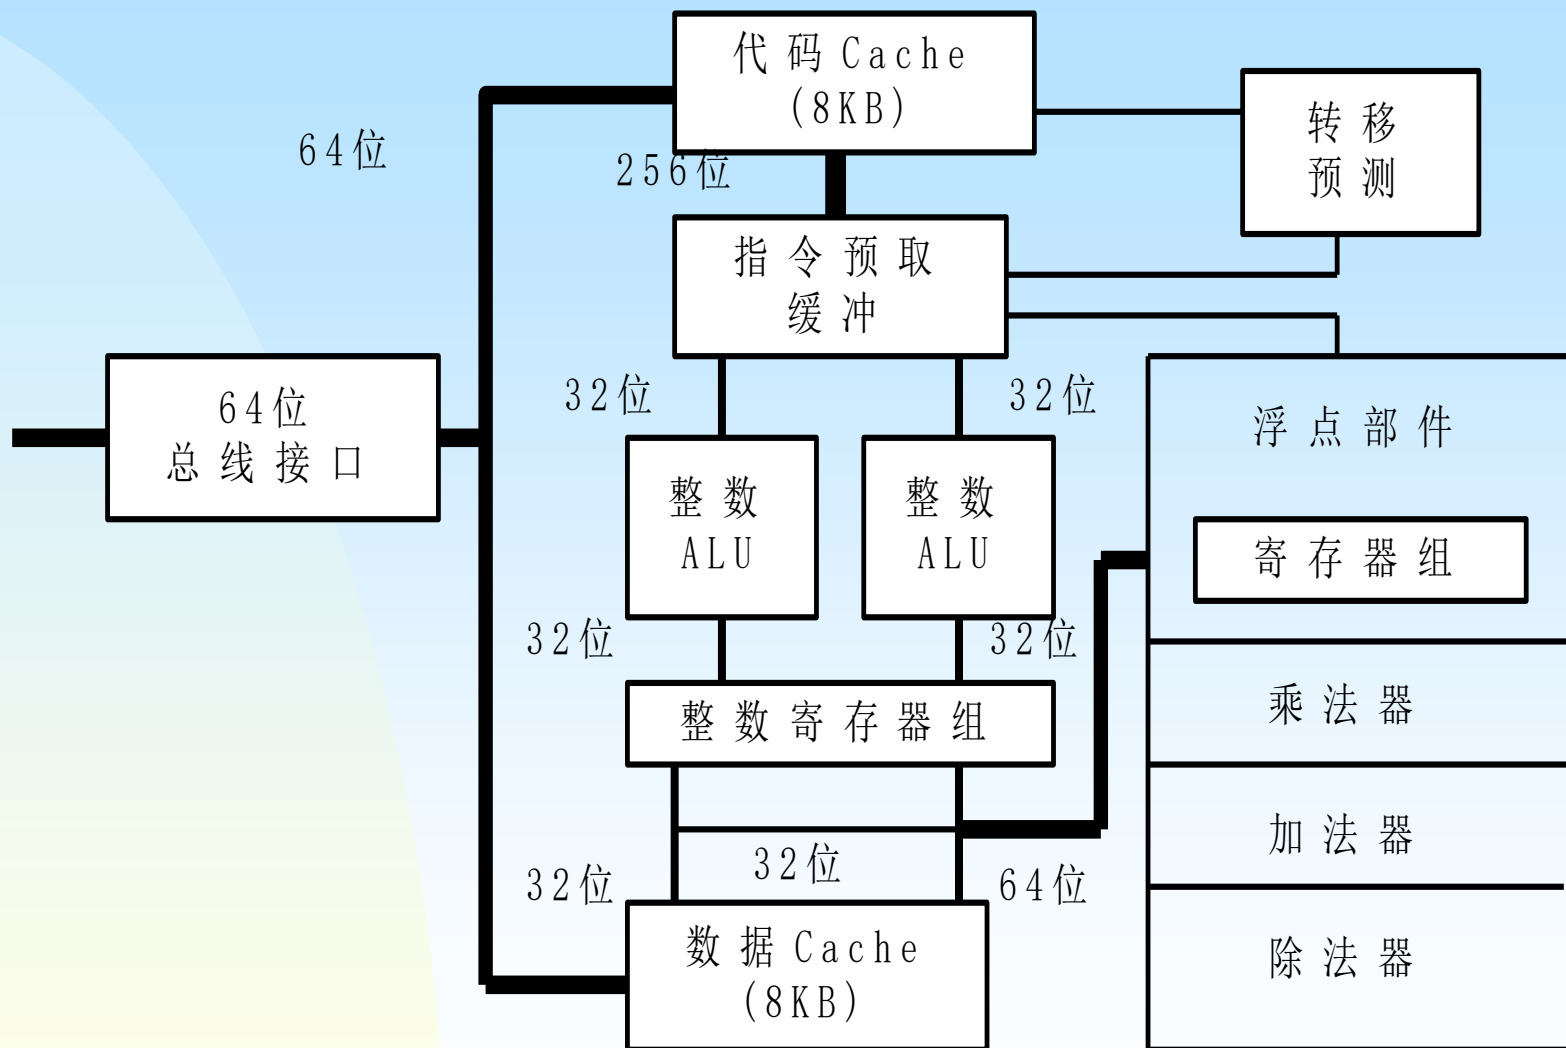 代码Cache
(8KB)
转移
预测
64位
256位
指令预取
缓冲
32位
32位
64位
总线接口
浮点部件
整数
ALU
整数
ALU
寄存器组
32位
32位
整数寄存器组
乘法器
加法器
32位
32位
64位
数据Cache
(8KB)
除法器